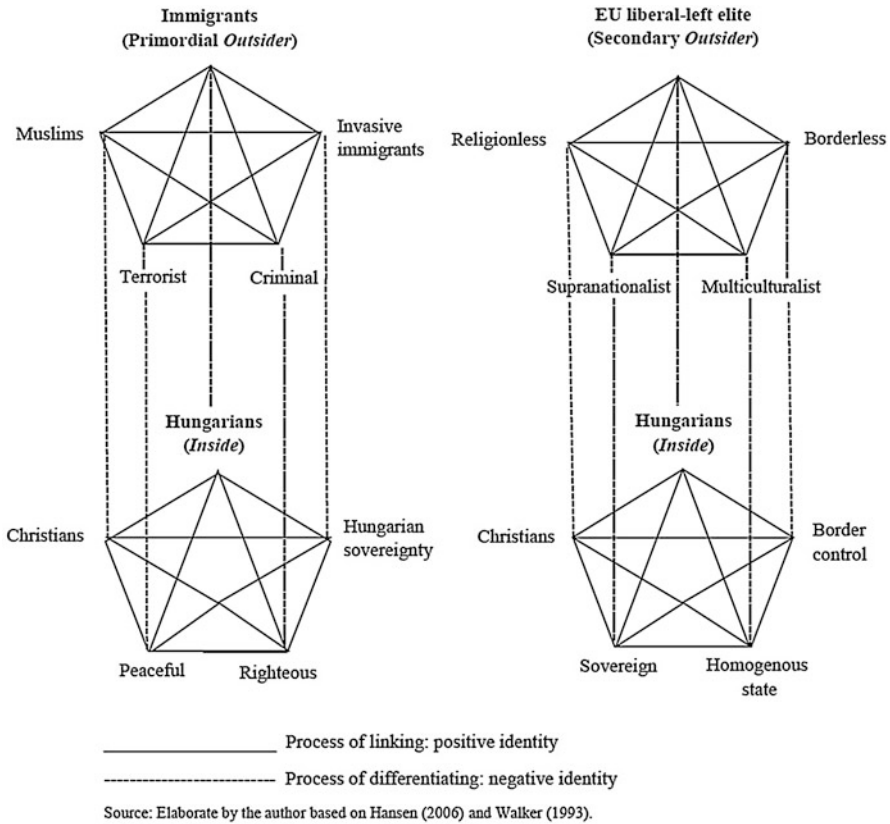 Immigrants
(Primordial Outsider)
EU liberal-left elite
(Secondary Outsider)
Muslims
Invasive
immigrants
Religionless
Borderless
Terrorist
Criminal
Supranationalist
Multiculturalist
Hungarians
(Inside)
Hungarians
(Inside)
Christians
Hungarian
sovereignty
Christians
Border
control
Peaceful
Righteous
Sovereign
Homogenous
state
Process of linking: positive identity
Process of differentiating: negative identity
Source: Elaborate by the author based on Hansen (2006) and Walker (1993).